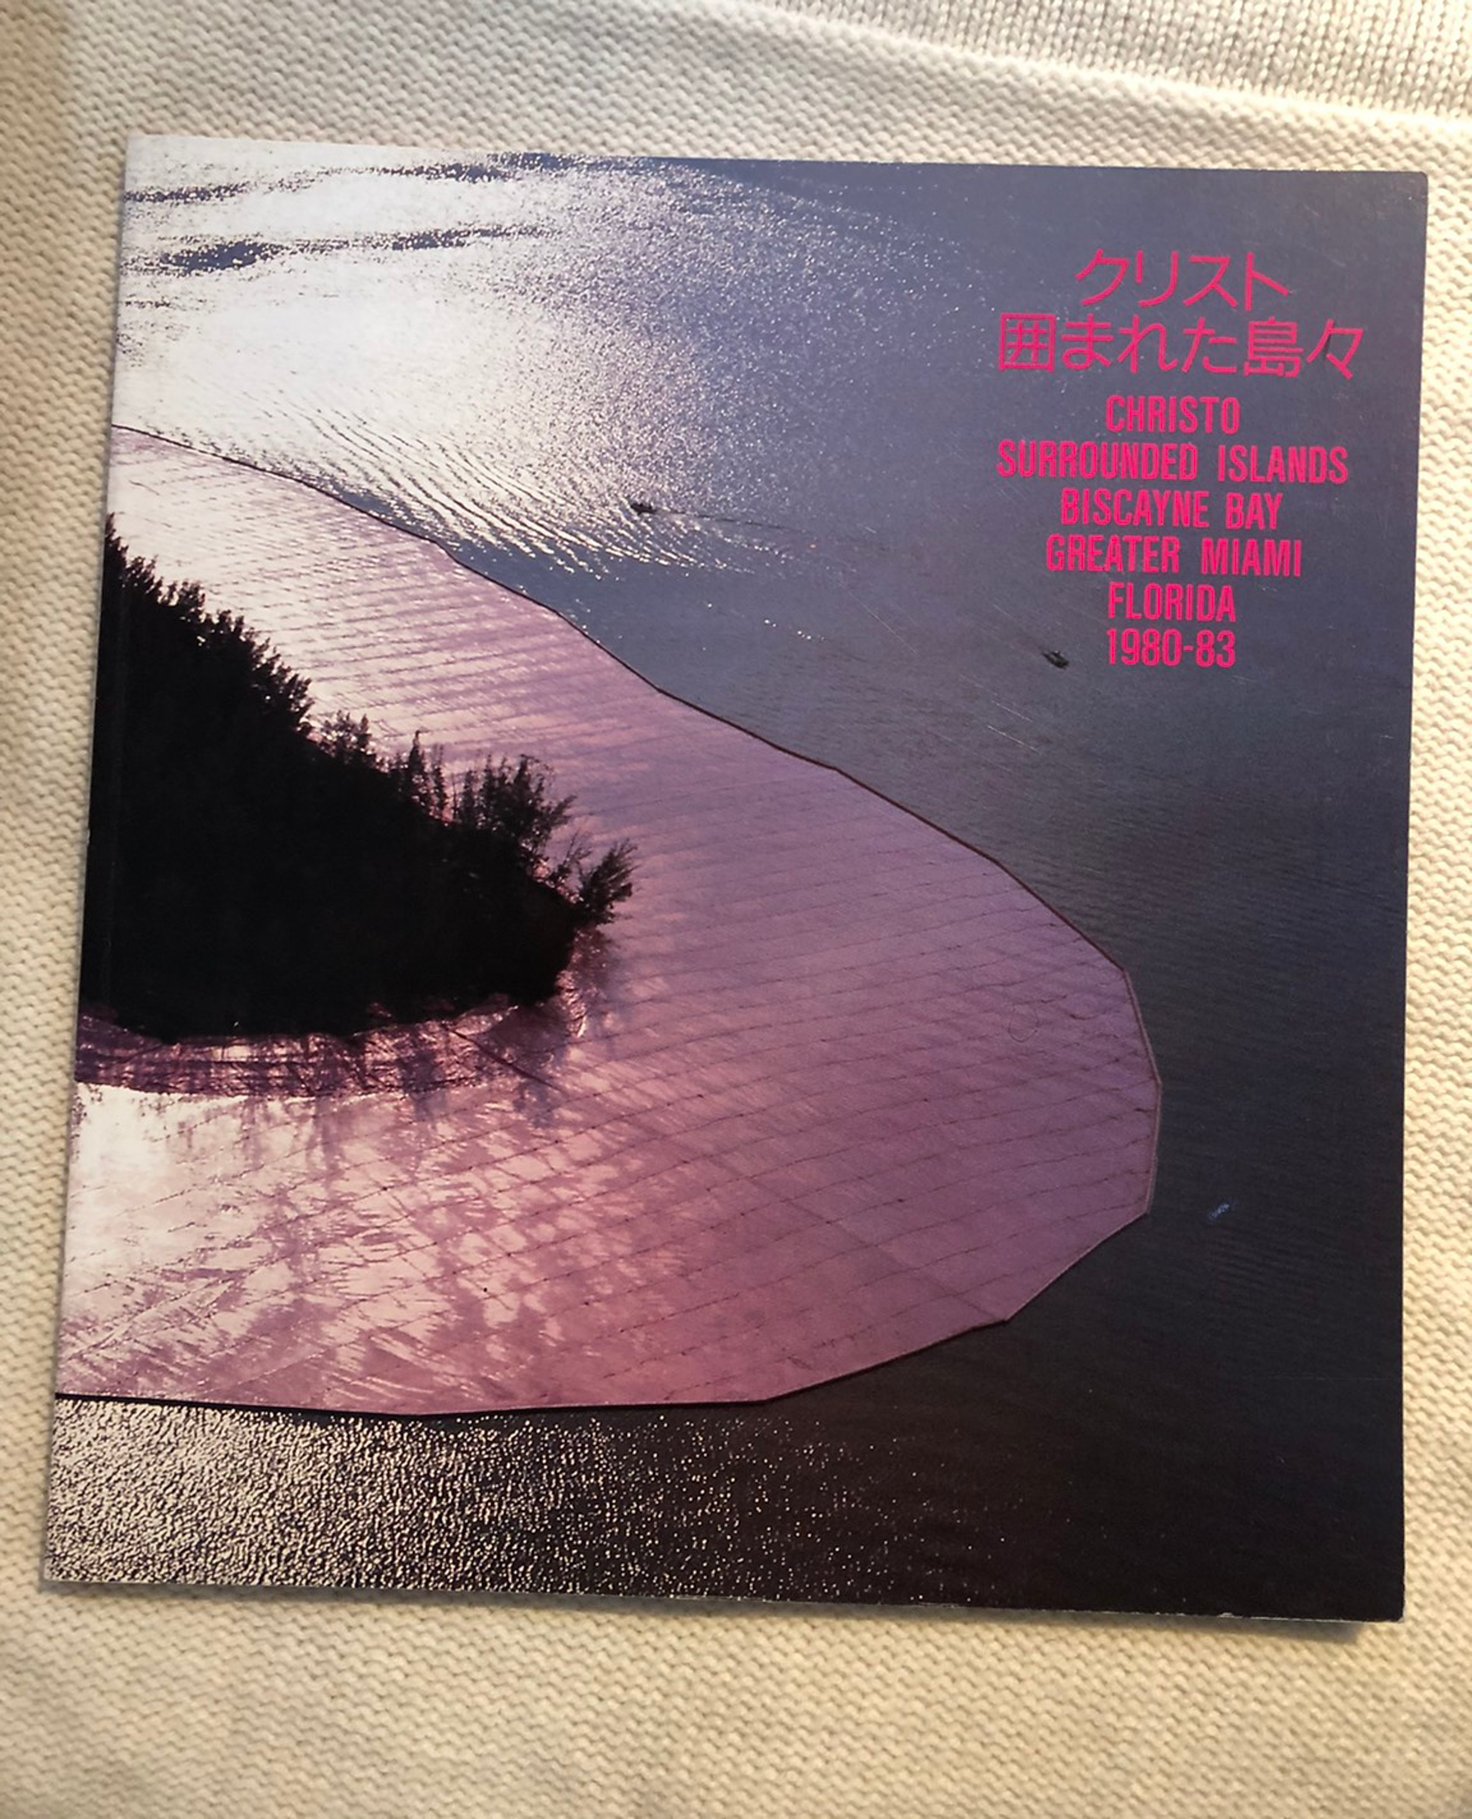 クリスト
囲まれた島々
CHRISTO
SURROUNDED ISLANDS
BISCAYNE BAY
GREATER MIAMI
FLORIDA
1980-83